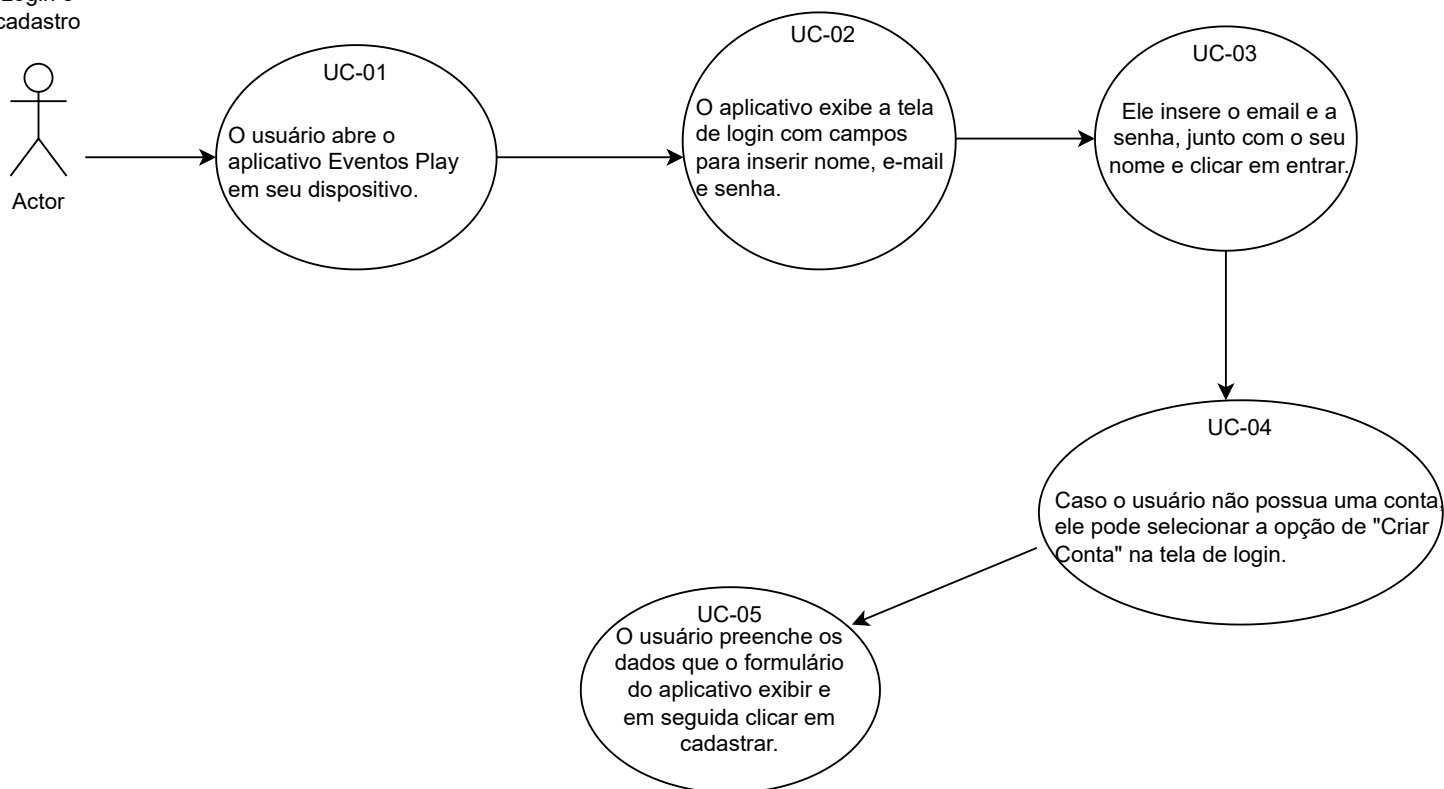 cadastro
Actor
UC-01
O usuário abre o
aplicativo Eventos Play
em seu dispositivo.
UC-02
O aplicativo exibe a tela
de login com campos
para inserir nome, e-mail
e senha.
UC-03
Ele insere o email e a
senha, junto com o seu
nome e clicar em entrar.
UC-04
Caso o usuário não possua uma conta,
ele pode selecionar a opção de "Criar
Conta" na tela de login.
UC-05
O usuário preenche os
dados que o formulário
do aplicativo exibir e
em seguida clicar em
cadastrar.